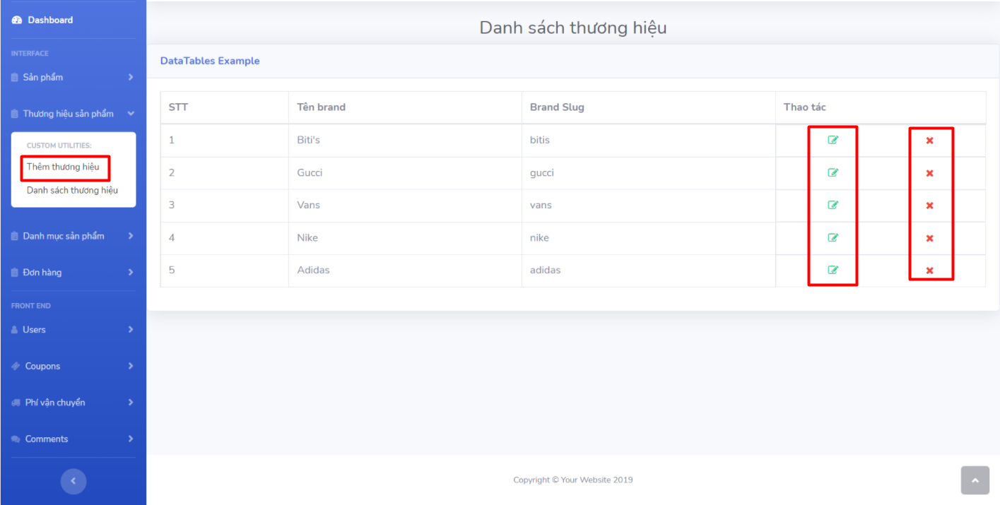 Dashboard
INTERFACE
Sản phẩm
Thương hiệu sản phẩm
CUSTOM UTILITIES:
Thêm thương hiệu
Danh sách thương hiệu
Danh mục sản phẩm
Đơn hàng
FRONT END
Users
Coupons
Phí vận chuyển
Comments
Danh sách thương hiệu
DataTables Example
STT Tên brand Brand Slug Thao tác
1 Biti's bitis
2 Gucci gucci
3 Vans vans
4 Nike nike
5 Adidas adidas
Copyright © Your Website 2019